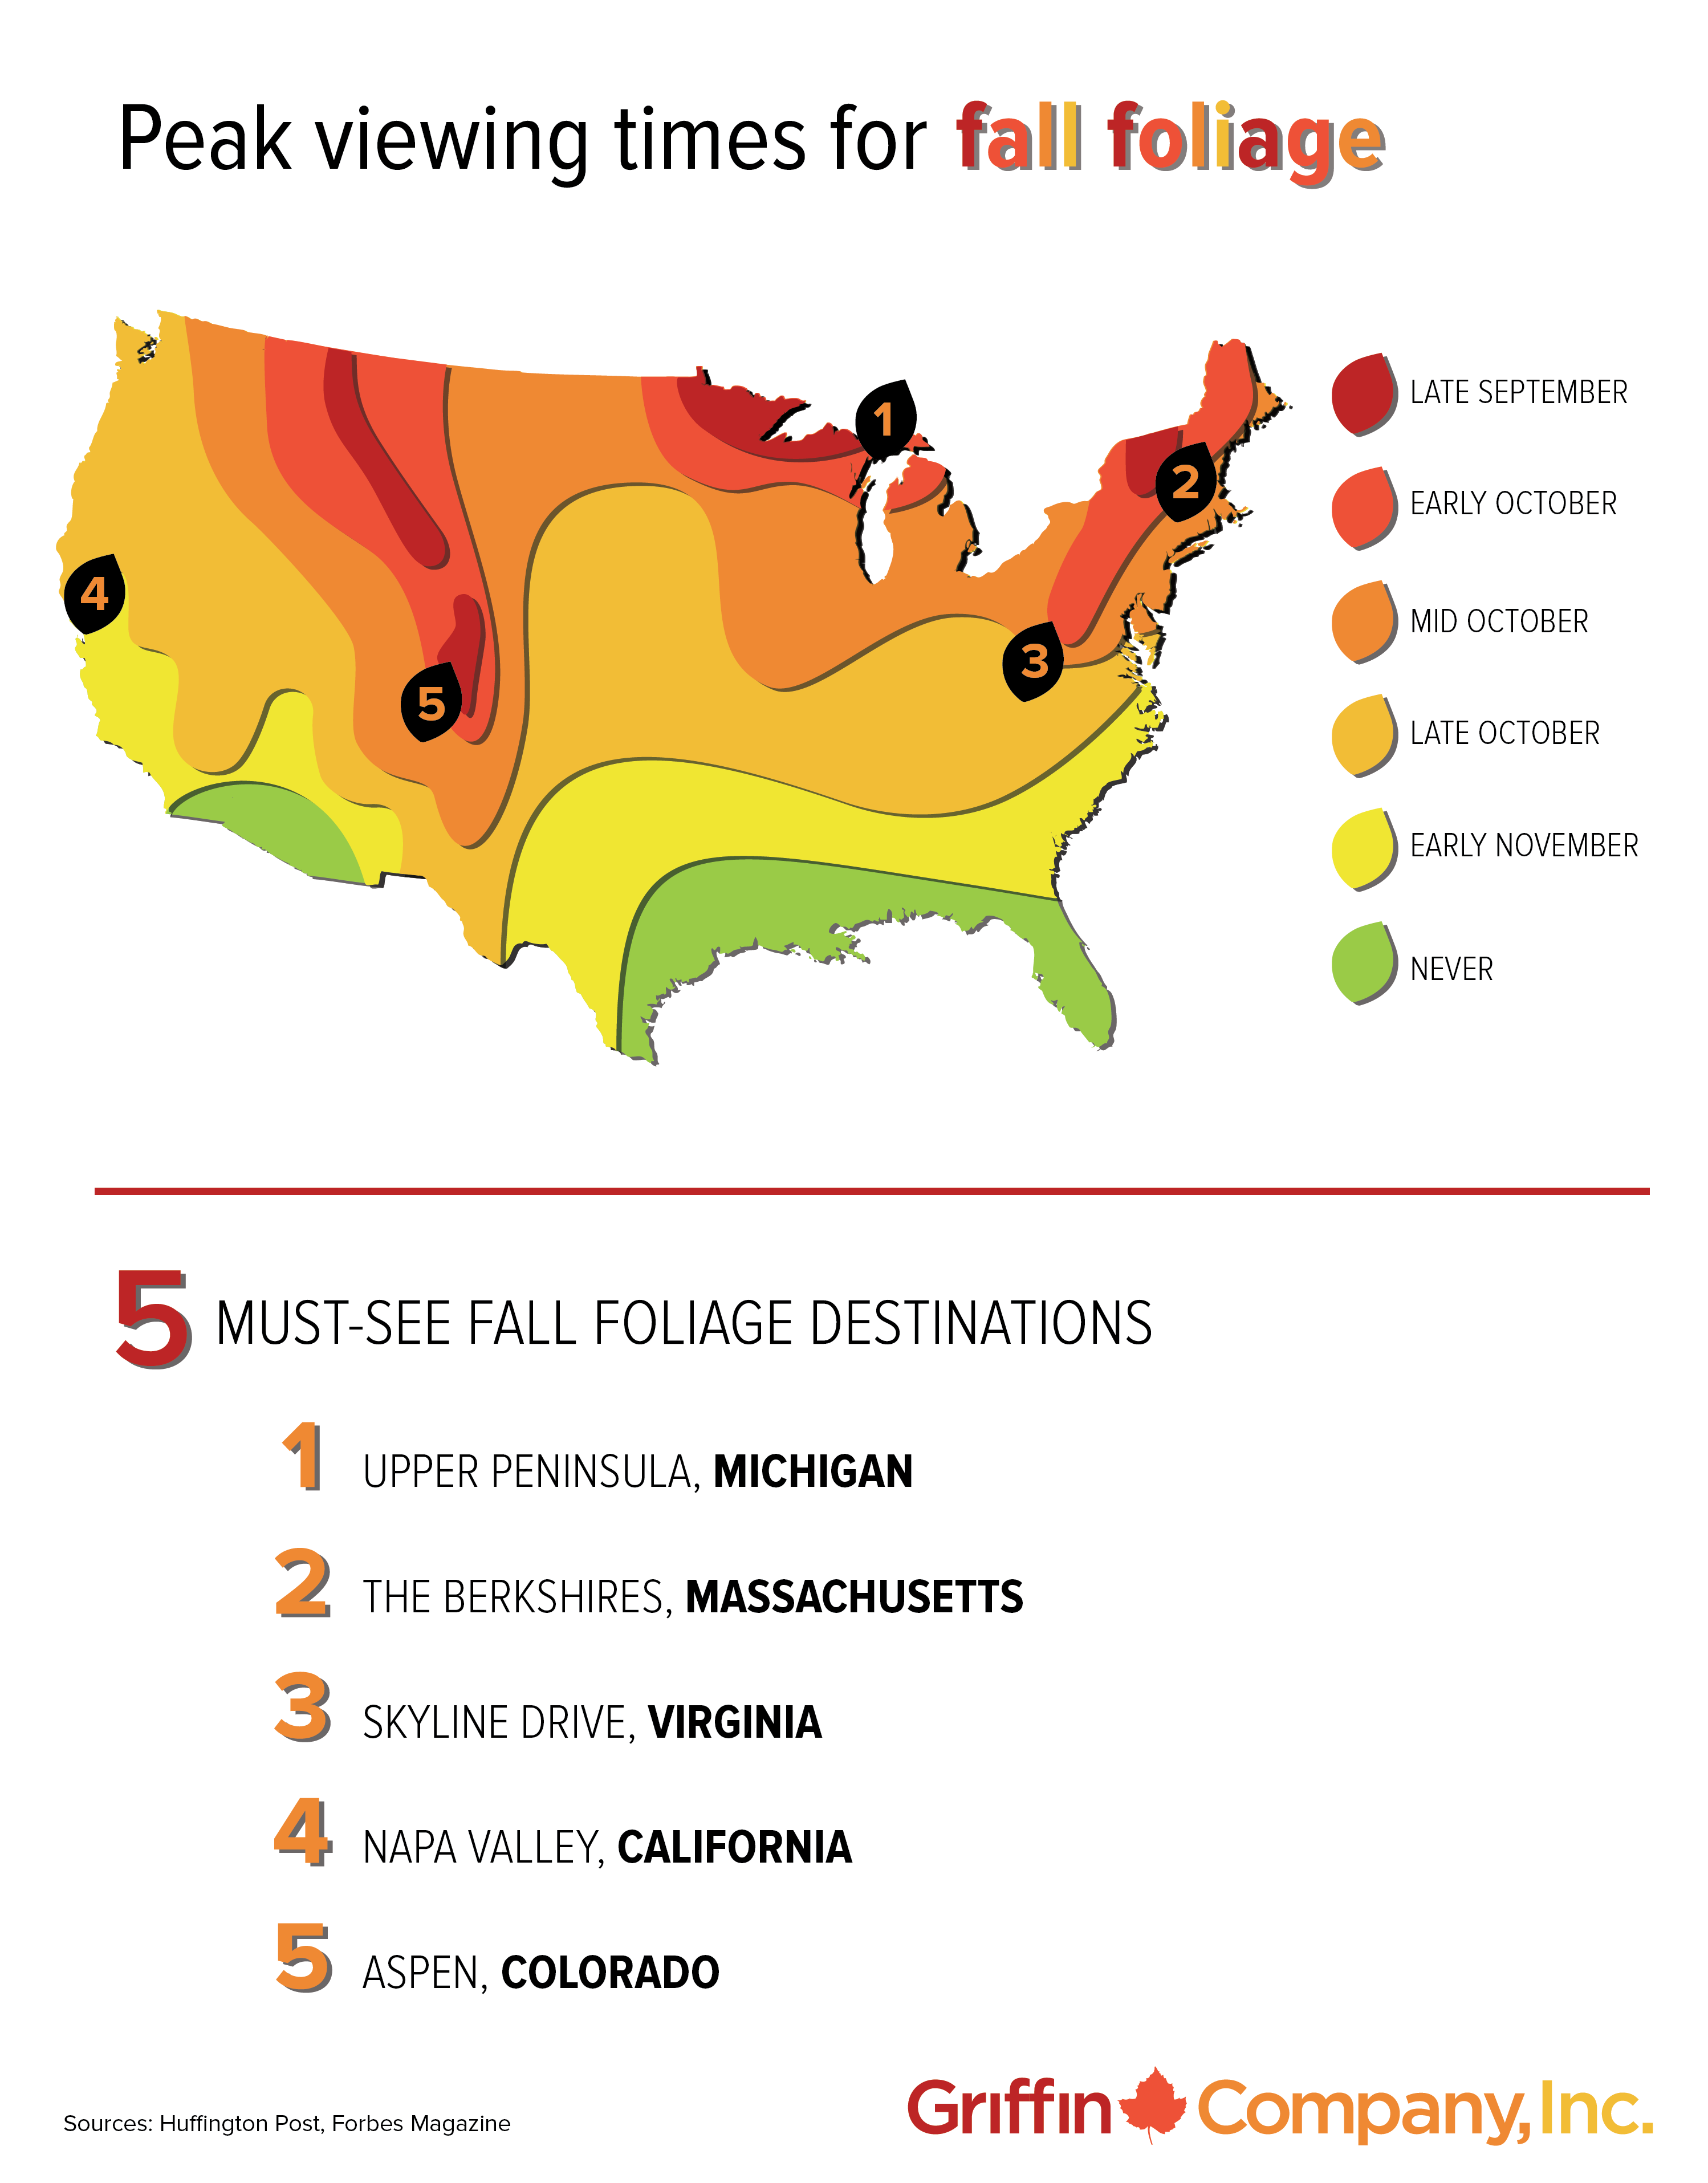 Peak viewing times for fall foliage
1
2
3
4
5
LATE SEPTEMBER
EARLY OCTOBER
MID OCTOBER
LATE OCTOBER
EARLY NOVEMBER
NEVER
5 MUST-SEE FALL FOLIAGE DESTINATIONS
1 UPPER PENINSULA, MICHIGAN
2 THE BERKSHIRES, MASSACHUSETTS
3 SKYLINE DRIVE, VIRGINIA
4 NAPA VALLEY, CALIFORNIA
5 ASPEN, COLORADO
Sources: Huffington Post, Forbes Magazine
Griffin Company, Inc.